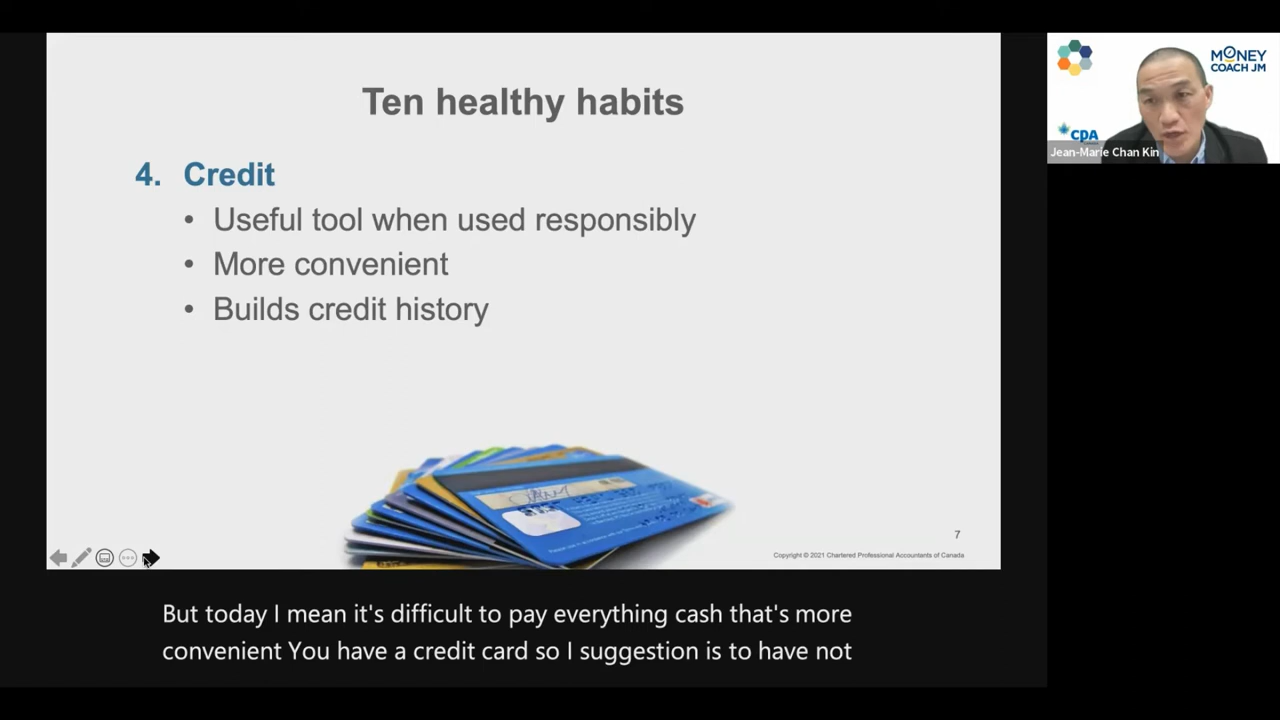 Ten healthy habits
4. Credit
• Useful tool when used responsibly
• More convenient
• Builds credit history
7
Copyright © 2021 Chartered Professional Accountants of Canada
MONEY
COACH JM
CPA
Jean-Marie Chan Kin
But today I mean it's difficult to pay everything cash that's more
convenient You have a credit card so I suggestion is to have not